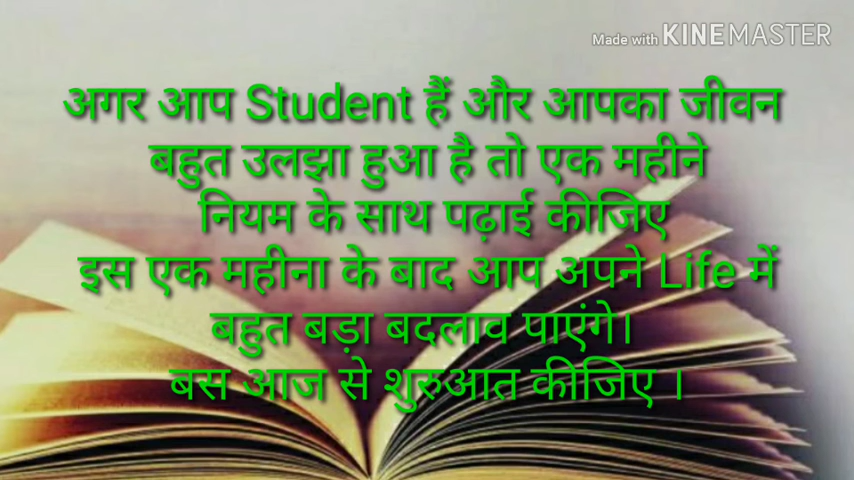 Made with KINEMASTER
अगर आप Student हैं और आपका जीवन
बहुत उलझा हुआ है तो एक महीने
नियम के साथ पढ़ाई कीजिए
इस एक महीना के बाद आप अपने Life में
बहुत बड़ा बदलाव पाएंगे।
बस आज से शुरुआत कीजिए ।